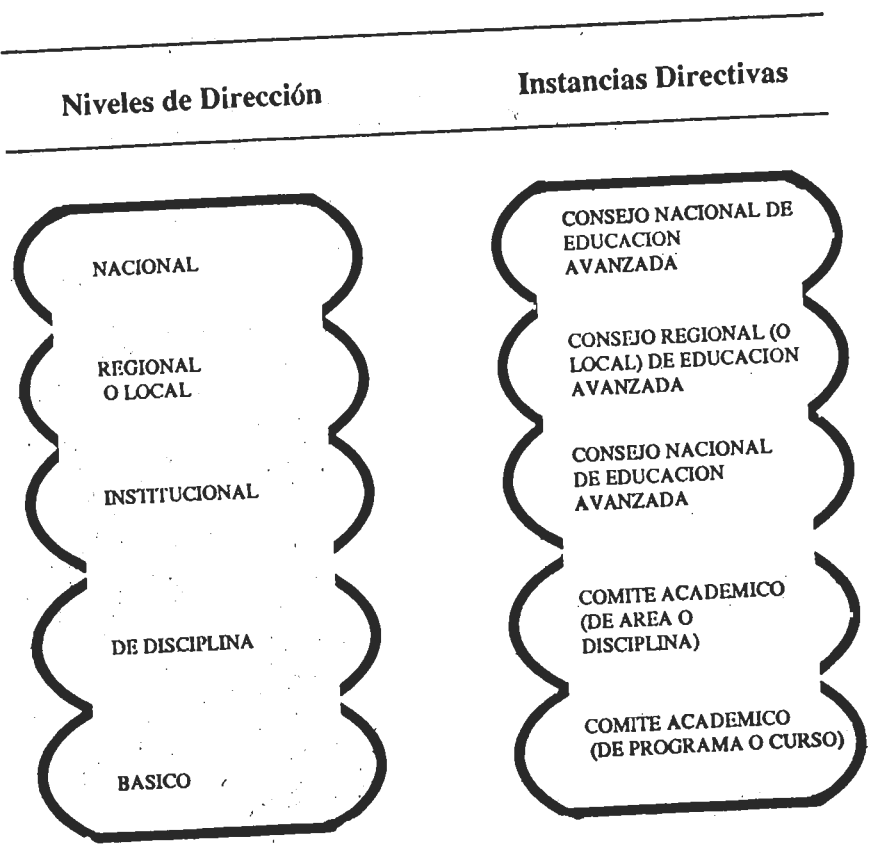 Niveles de Dirección
Instancias Directivas
NACIONAL
CONSEJO NACIONAL DE
EDUCACION
AVANZADA
REGIONAL
O LOCAL
CONSEJO REGIONAL (O
LOCAL) DE EDUCACION
AVANZADA
INSTITUCIONAL
CONSEJO NACIONAL
DE EDUCACION
AVANZADA
DE DISCIPLINA
COMITE ACADEMICO
(DE AREA O
DISCIPLINA)
BASICO
COMITE ACADEMICO
(DE PROGRAMA O CURSO)